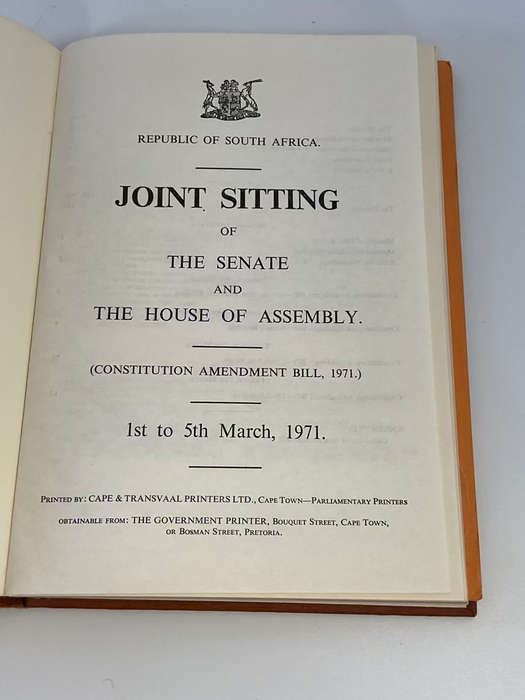 REPUBLIC OF SOUTH AFRICA.
JOINT SITTING
OF
THE SENATE
AND
THE HOUSE OF ASSEMBLY.
(CONSTITUTION AMENDMENT BILL, 1971.)
1st to 5th March, 1971.
PRINTED BY: CAPE & TRANSVAAL PRINTERS LTD., CAPE TOWN—PARLIAMENTARY PRINTERS
OBTAINABLE FROM: THE GOVERNMENT PRINTER, BOUQUET STREET, CAPE TOWN,
OR BOSMAN STREET, PRETORIA.